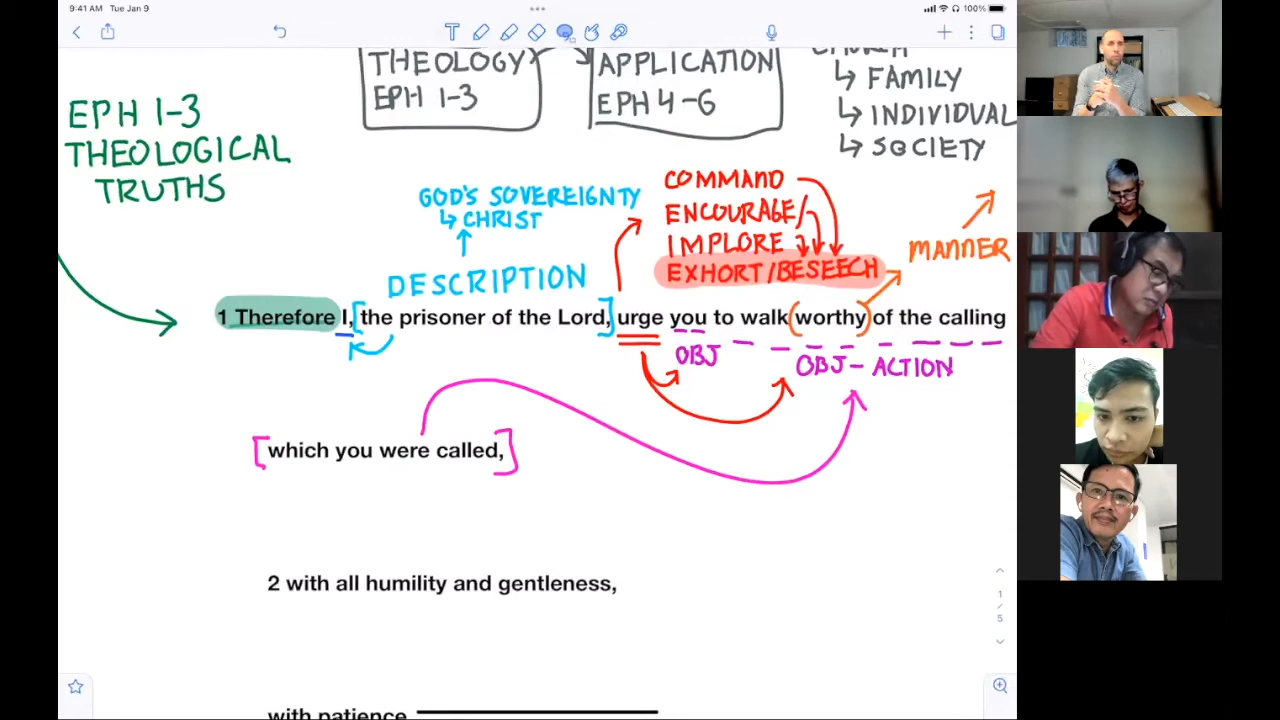 9:41 AM Tue Jan 9
100%
THEOLOGY
EPH 1-3
APPLICATION
EPH 4-6
↳ FAMILY
↳ INDIVIDUAL
↳ SOCIETY
EPH 1-3
THEOLOGICAL
TRUTHS
GOD'S SOVEREIGNTY
↳ CHRIST
DESCRIPTION
COMMAND
ENCOURAGE/
IMPLORE
EXHORT/BESEECH
MANNER
1 Therefore I, [the prisoner of the Lord,] urge you to walk (worthy) of the calling
OBJ
OBJ- ACTION
[which you were called,]
2 with all humility and gentleness,
with patience
1
/
5